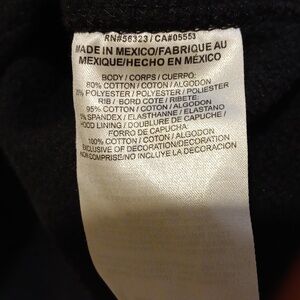 RN#56323 / CA#05553
MADE IN MEXICO/FABRIQUE AU
MEXIQUE/HECHO EN MÉXICO
BODY / CORPS / CUERPO:
80% COTTON / COTON / ALGODON
20% POLYESTER / POLYESTER / POLIESTER
RIB / BORD COTE / RIBETE:
95% COTTON / COTON / ALGODON
5% SPANDEX / ELASTHANNE / ELASTANO
HOOD LINING / DOUBLURE DE CAPUCHE /
FORRO DE CAPUCHA:
100% COTTON / COTON / ALGODON
EXCLUSIVE OF DECORATION/DECORATION
NON COMPRISE/NO INCLUYE LA DECORACION